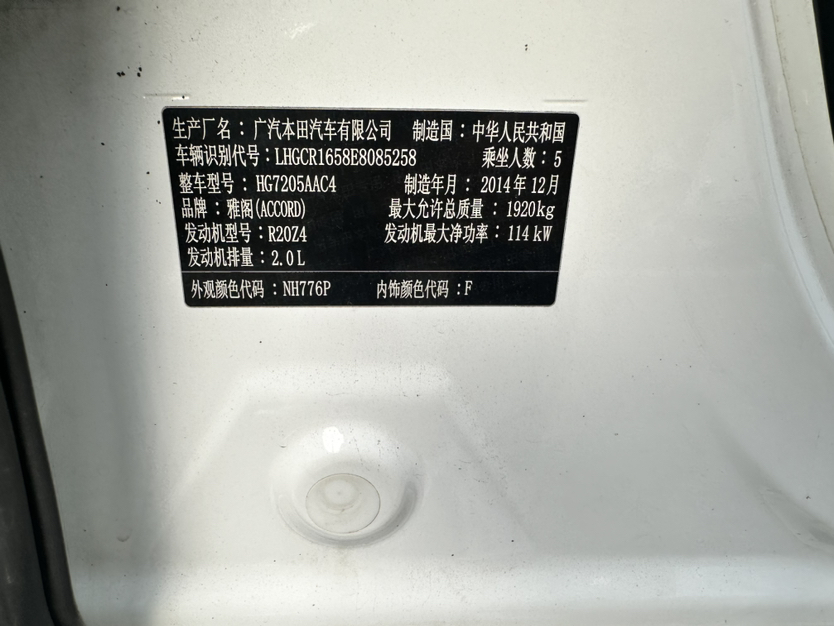 生产厂名：广汽本田汽车有限公司 制造国：中华人民共和国
车辆识别代号：LHGCR1658E8085258 乘坐人数：5
整车型号：HG7205AAC4 制造年月：2014年12月
品牌：雅阁(ACCORD) 最大允许总质量：1920kg
发动机型号：R20Z4 发动机最大净功率：114kW
发动机排量：2.0L
外观颜色代码：NH776P 内饰颜色代码：F